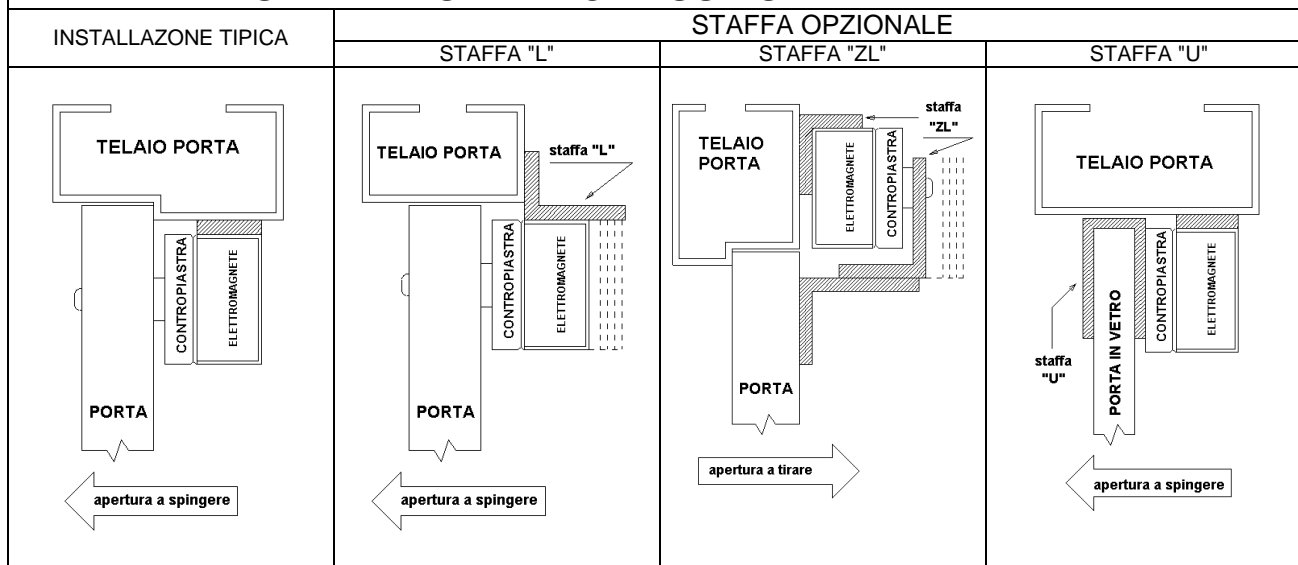 INSTALLAZONE TIPICA
STAFFA OPZIONALE
STAFFA "L"
STAFFA "ZL"
STAFFA "U"
TELAIO PORTA
CONTROPIASTRA
ELETTROMAGNETE
PORTA
apertura a spingere
TELAIO PORTA
staffa "L"
CONTROPIASTRA
ELETTROMAGNETE
PORTA
apertura a spingere
staffa
"ZL"
TELAIO
PORTA
ELETTROMAGNETE
CONTROPIASTRA
PORTA
apertura a tirare
TELAIO PORTA
CONTROPIASTRA
ELETTROMAGNETE
PORTA IN VETRO
staffa
"U"
apertura a spingere